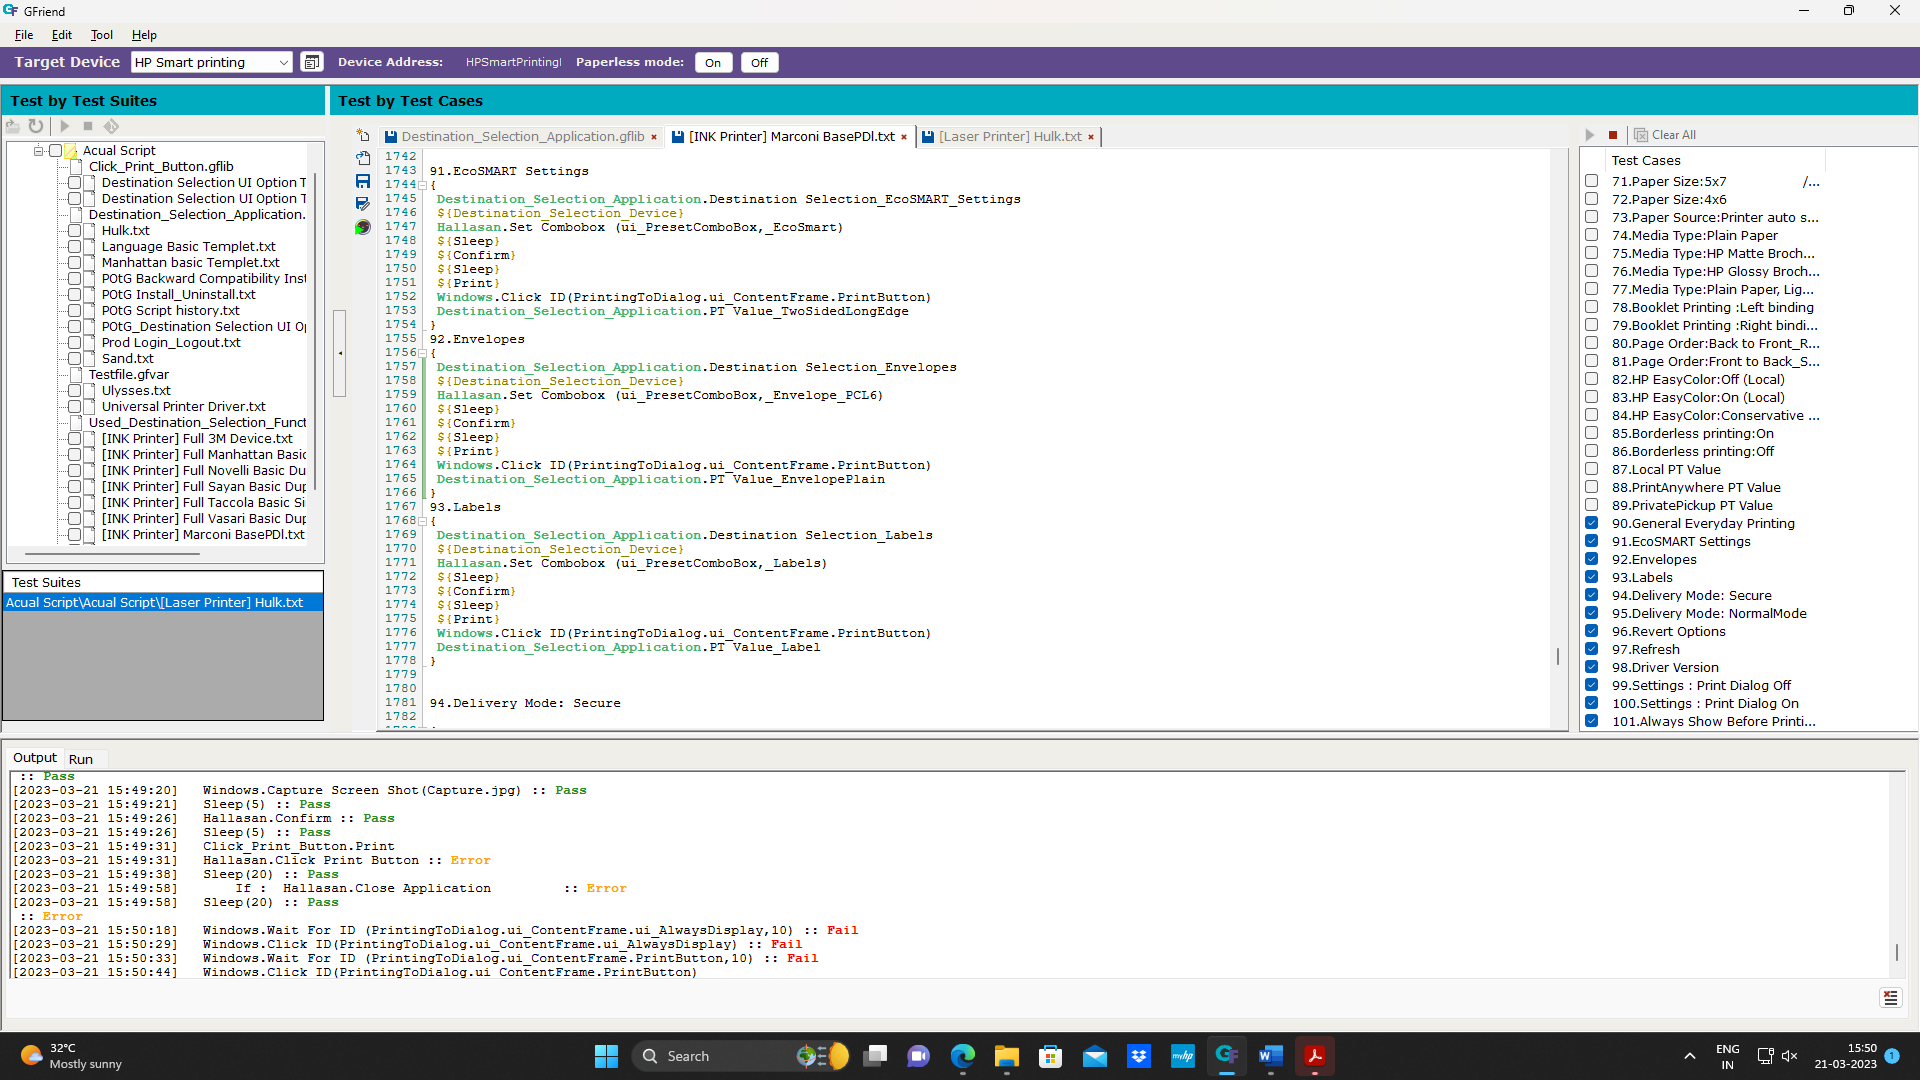 GFriend
File Edit Tool Help
Target Device HP Smart printing Device Address: HPSmartPrintingI Paperless mode: On Off
Test by Test Suites
Acual Script
Click_Print_Button.gflib
Destination Selection UI Option T
Destination Selection UI Option T
Destination_Selection_Application.
Hulk.txt
Language Basic Templet.txt
Manhattan basic Templet.txt
POtG Backward Compatibility Inst
POtG Install_Uninstall.txt
POtG Script history.txt
POtG_Destination Selection UI Op
Prod Login_Logout.txt
Sand.txt
Testfile.gfvar
Ulysses.txt
Universal Printer Driver.txt
Used_Destination_Selection_Funct
[INK Printer] Full 3M Device.txt
[INK Printer] Full Manhattan Basic
[INK Printer] Full Novelli Basic Du
[INK Printer] Full Sayan Basic Dup
[INK Printer] Full Taccola Basic Si
[INK Printer] Full Vasari Basic Dup
[INK Printer] Marconi BasePDl.txt
Test Suites
Acual Script\Acual Script\[Laser Printer] Hulk.txt
Test by Test Cases
Destination_Selection_Application.gflib × [INK Printer] Marconi BasePDl.txt × [Laser Printer] Hulk.txt ×
1742
1743 91.EcoSMART Settings
1744 {
1745 Destination_Selection_Application.Destination Selection_EcoSMART_Settings
1746 ${Destination_Selection_Device}
1747 Hallasan.Set Combobox (ui_PresetComboBox,_EcoSmart)
1748 ${Sleep}
1749 ${Confirm}
1750 ${Sleep}
1751 ${Print}
1752 Windows.Click ID(PrintingToDialog.ui_ContentFrame.PrintButton)
1753 Destination_Selection_Application.PT Value_TwoSidedLongEdge
1754 }
1755 92.Envelopes
1756 {
1757 Destination_Selection_Application.Destination Selection_Envelopes
1758 ${Destination_Selection_Device}
1759 Hallasan.Set Combobox (ui_PresetComboBox,_Envelope_PCL6)
1760 ${Sleep}
1761 ${Confirm}
1762 ${Sleep}
1763 ${Print}
1764 Windows.Click ID(PrintingToDialog.ui_ContentFrame.PrintButton)
1765 Destination_Selection_Application.PT Value_EnvelopePlain
1766 }
1767 93.Labels
1768 {
1769 Destination_Selection_Application.Destination Selection_Labels
1770 ${Destination_Selection_Device}
1771 Hallasan.Set Combobox (ui_PresetComboBox,_Labels)
1772 ${Sleep}
1773 ${Confirm}
1774 ${Sleep}
1775 ${Print}
1776 Windows.Click ID(PrintingToDialog.ui_ContentFrame.PrintButton)
1777 Destination_Selection_Application.PT Value_Label
1778 }
1779
1780
1781 94.Delivery Mode: Secure
1782
Clear All
Test Cases
71.Paper Size:5x7 /...
72.Paper Size:4x6
73.Paper Source:Printer auto s...
74.Media Type:Plain Paper
75.Media Type:HP Matte Broch...
76.Media Type:HP Glossy Broch...
77.Media Type:Plain Paper, Lig...
78.Booklet Printing :Left binding
79.Booklet Printing :Right bindi...
80.Page Order:Back to Front_R...
81.Page Order:Front to Back_S...
82.HP EasyColor:Off (Local)
83.HP EasyColor:On (Local)
84.HP EasyColor:Conservative ...
85.Borderless printing:On
86.Borderless printing:Off
87.Local PT Value
88.PrintAnywhere PT Value
89.PrivatePickup PT Value
90.General Everyday Printing
91.EcoSMART Settings
92.Envelopes
93.Labels
94.Delivery Mode: Secure
95.Delivery Mode: NormalMode
96.Revert Options
97.Refresh
98.Driver Version
99.Settings : Print Dialog Off
100.Settings : Print Dialog On
101.Always Show Before Printi...
Output Run
:: Pass
[2023-03-21 15:49:20] Windows.Capture Screen Shot(Capture.jpg) :: Pass
[2023-03-21 15:49:21] Sleep(5) :: Pass
[2023-03-21 15:49:26] Hallasan.Confirm :: Pass
[2023-03-21 15:49:26] Sleep(5) :: Pass
[2023-03-21 15:49:31] Click_Print_Button.Print
[2023-03-21 15:49:31] Hallasan.Click Print Button :: Error
[2023-03-21 15:49:38] Sleep(20) :: Pass
[2023-03-21 15:49:58] If : Hallasan.Close Application :: Error
[2023-03-21 15:49:58] Sleep(20) :: Pass
:: Error
[2023-03-21 15:50:18] Windows.Wait For ID (PrintingToDialog.ui_ContentFrame.ui_AlwaysDisplay,10) :: Fail
[2023-03-21 15:50:29] Windows.Click ID(PrintingToDialog.ui_ContentFrame.ui_AlwaysDisplay) :: Fail
[2023-03-21 15:50:33] Windows.Wait For ID (PrintingToDialog.ui_ContentFrame.PrintButton,10) :: Fail
[2023-03-21 15:50:44] Windows.Click ID(PrintingToDialog.ui_ContentFrame.PrintButton)
32°C
Mostly sunny
Search
myhp
ENG
IN
15:50
21-03-2023
1